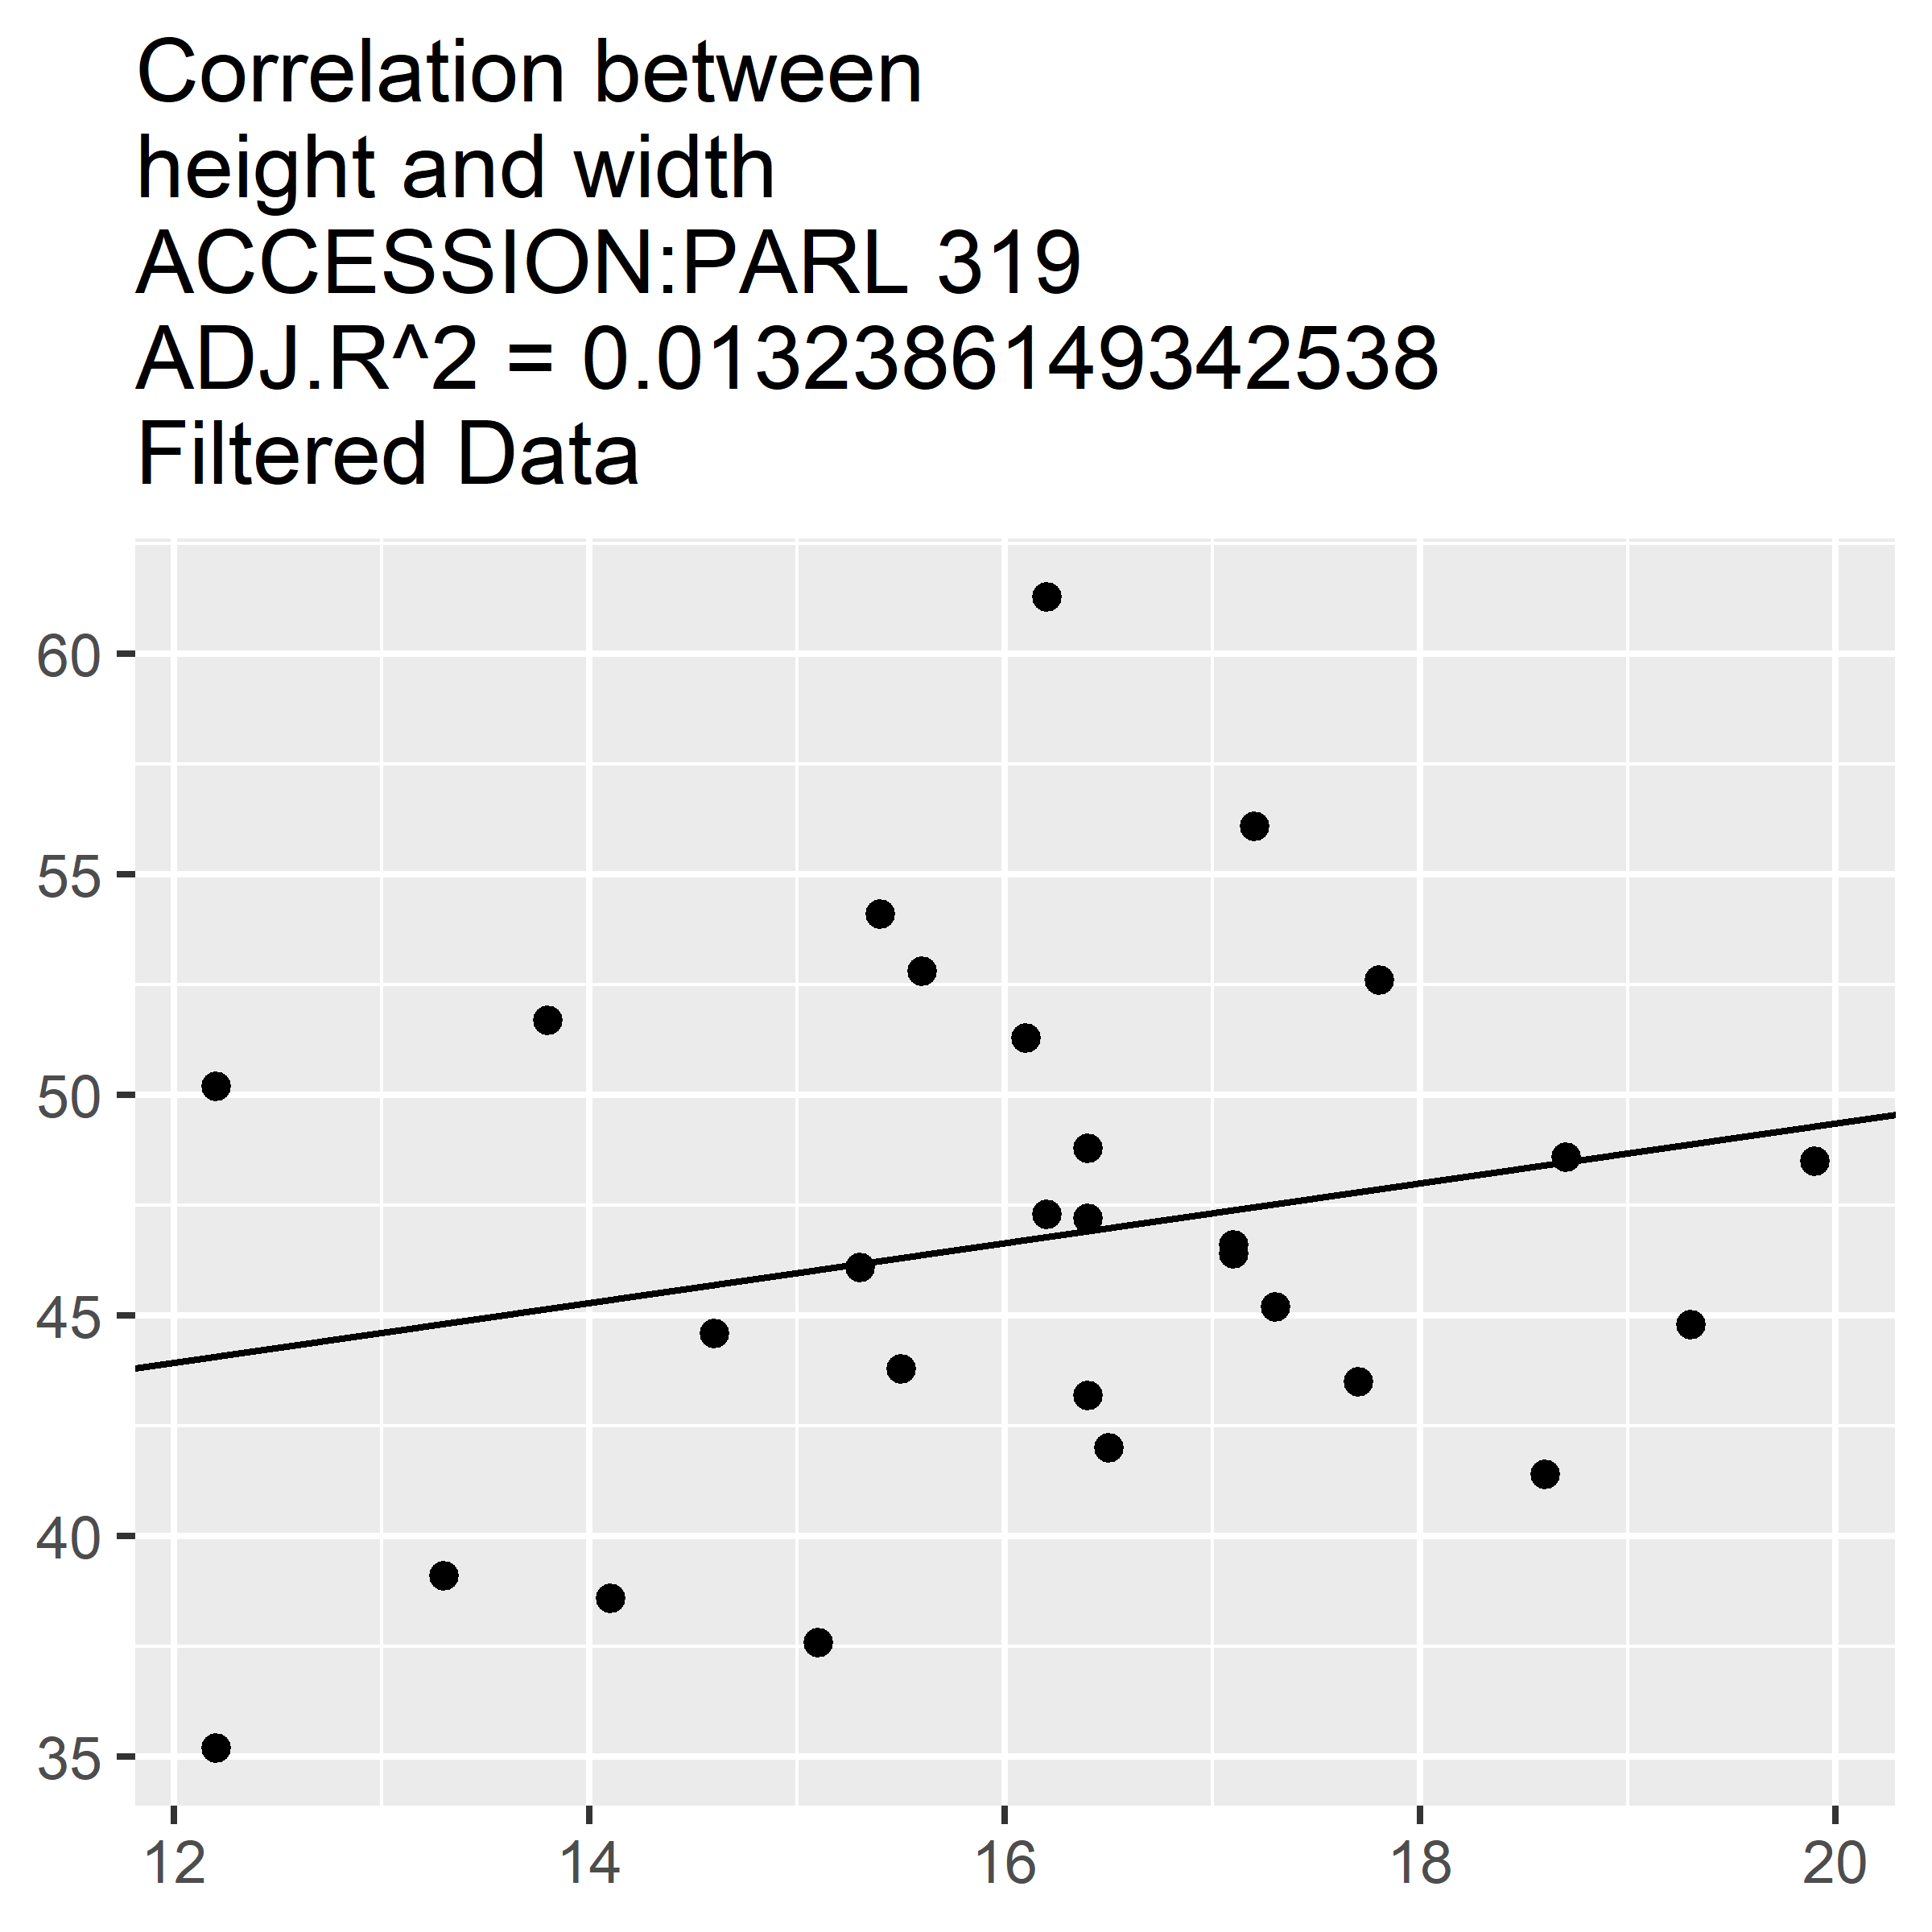 Correlation between
height and width
ACCESSION:PARL 319
ADJ.R^2 = 0.0132386149342538
Filtered Data
60
55
50
45
40
35
12 14 16 18 20